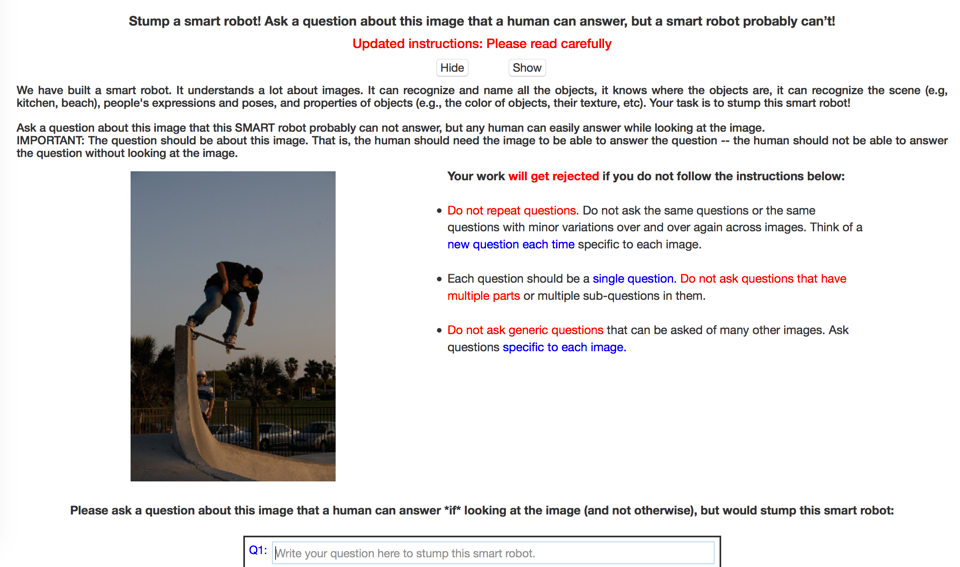 Stump a smart robot! Ask a question about this image that a human can answer, but a smart robot probably can't!
Updated instructions: Please read carefully
Hide Show
We have built a smart robot. It understands a lot about images. It can recognize and name all the objects, it knows where the objects are, it can recognize the scene (e.g,
kitchen, beach), people's expressions and poses, and properties of objects (e.g., the color of objects, their texture, etc). Your task is to stump this smart robot!
Ask a question about this image that this SMART robot probably can not answer, but any human can easily answer while looking at the image.
IMPORTANT: The question should be about this image. That is, the human should need the image to be able to answer the question -- the human should not be able to answer
the question without looking at the image.
Your work will get rejected if you do not follow the instructions below:
• Do not repeat questions. Do not ask the same questions or the same
questions with minor variations over and over again across images. Think of a
new question each time specific to each image.
• Each question should be a single question. Do not ask questions that have
multiple parts or multiple sub-questions in them.
• Do not ask generic questions that can be asked of many other images. Ask
questions specific to each image.
Please ask a question about this image that a human can answer *if* looking at the image (and not otherwise), but would stump this smart robot:
Q1: Write your question here to stump this smart robot.